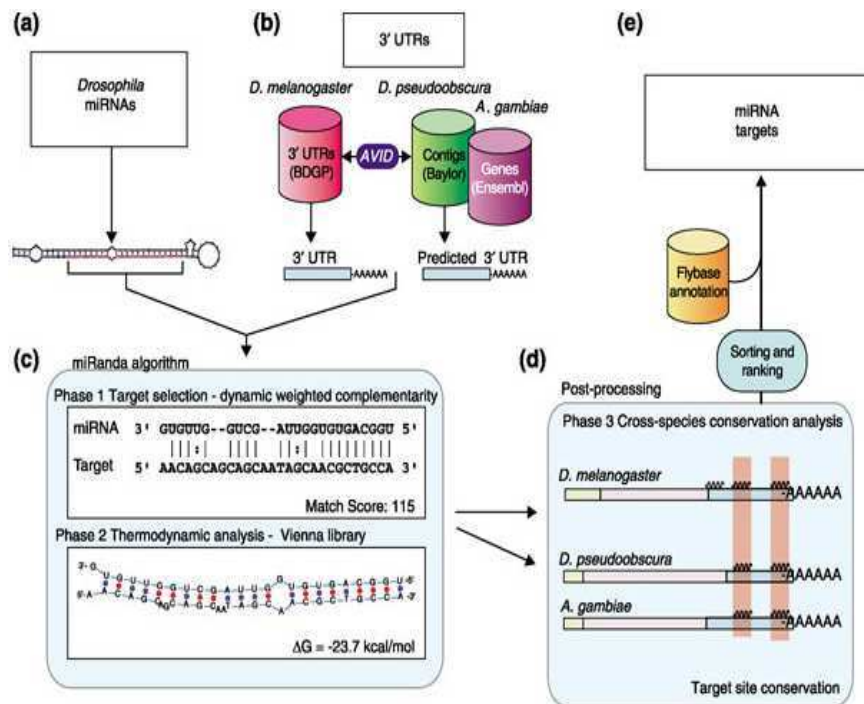 (a)
Drosophila
miRNAs
(b)
3′ UTRs
D. melanogaster
D. pseudoobscura
A. gambiae
3′ UTRs
(BDGP)
AVID
Contigs
(Baylor)
Genes
(Ensembl)
3′ UTR
AAAAAA
Predicted 3′ UTR
AAAAAA
(e)
miRNA
targets
Flybase
annotation
Sorting and
ranking
(c)
miRanda algorithm
Phase 1 Target selection - dynamic weighted complementarity
miRNA 3' GUGUUG--GUCG-AUUGGUGUGACGGU 5'
Target 5' AACAGCAGCAGCAATAGCAACGCTGCCA 3'
Match Score: 115
Phase 2 Thermodynamic analysis - Vienna library
3'-G U G U U G G U C G A U U G G U G U G A C G G U -5'
5'-A A C A G C A G C A G C A A T A G C A A C G C T G C C A -3'
ΔG = -23.7 kcal/mol
(d)
Post-processing
Phase 3 Cross-species conservation analysis
D. melanogaster
-AAAAAA
D. pseudoobscura
-AAAAAA
A. gambiae
-AAAAAA
Target site conservation